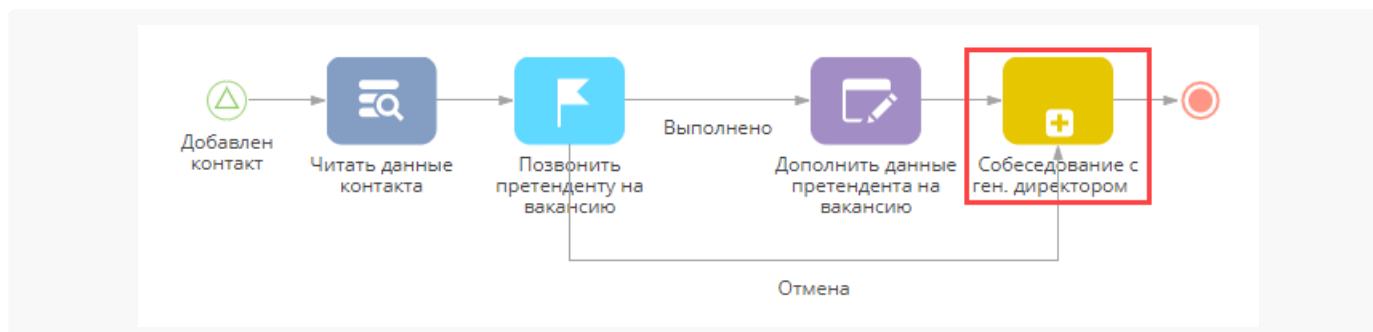 Добавлен
контакт
Читать данные
контакта
Позвонить
претенденту на
вакансию
Выполнено
Дополнить данные
претендента на
вакансию
Собеседование с
ген. директором
Отмена